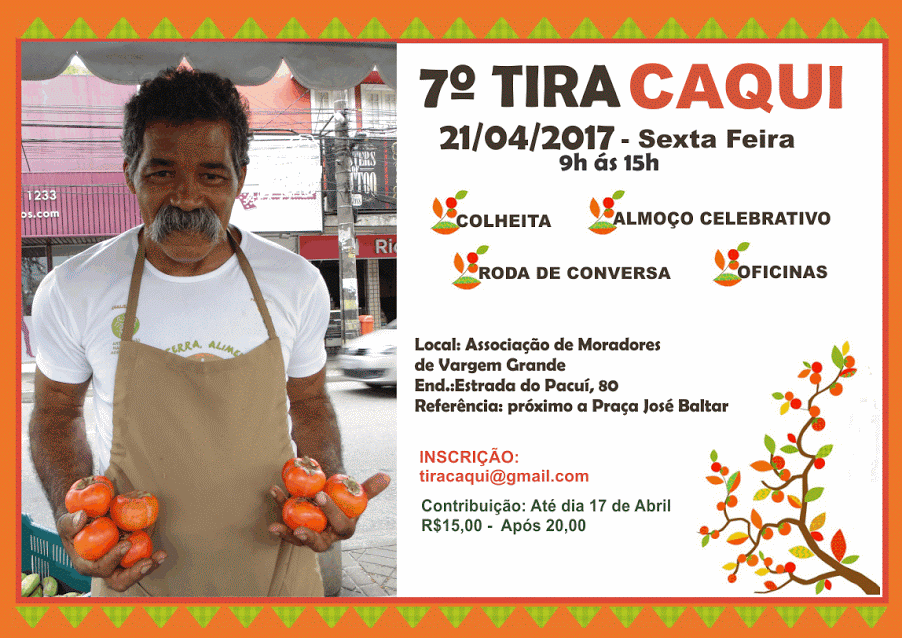 7º TIRA CAQUI
21/04/2017 - Sexta Feira
9h ás 15h
COLHEITA
ALMOÇO CELEBRATIVO
RODA DE CONVERSA
OFICINAS
Local: Associação de Moradores
de Vargem Grande
End.:Estrada do Pacuí, 80
Referência: próximo a Praça José Baltar
INSCRIÇÃO:
tiracaqui@gmail.com
Contribuição: Até dia 17 de Abril
R$15,00 - Após 20,00
1233
os.com
Ri
TERRA, ALIME